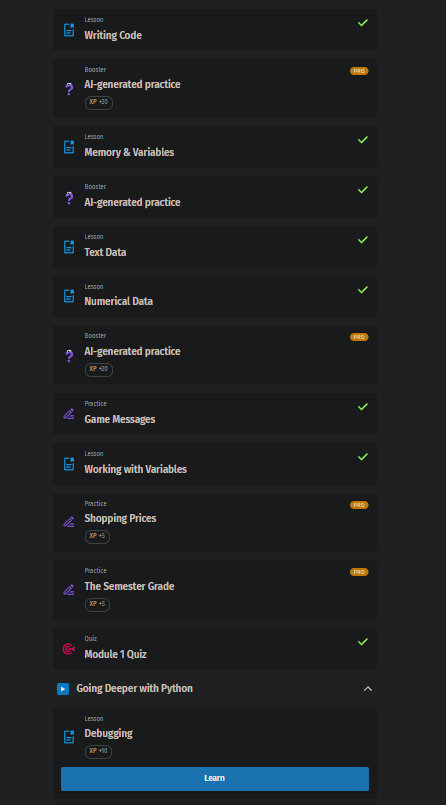 Lesson
Writing Code
Booster
PRO
AI-generated practice
XP +20
Lesson
Memory & Variables
Booster
AI-generated practice
Lesson
Text Data
Lesson
Numerical Data
Booster
PRO
AI-generated practice
XP +20
Practice
Game Messages
Lesson
Working with Variables
Practice
PRO
Shopping Prices
XP +5
Practice
PRO
The Semester Grade
XP +5
Quiz
Module 1 Quiz
Going Deeper with Python
Lesson
Debugging
XP +10
Learn